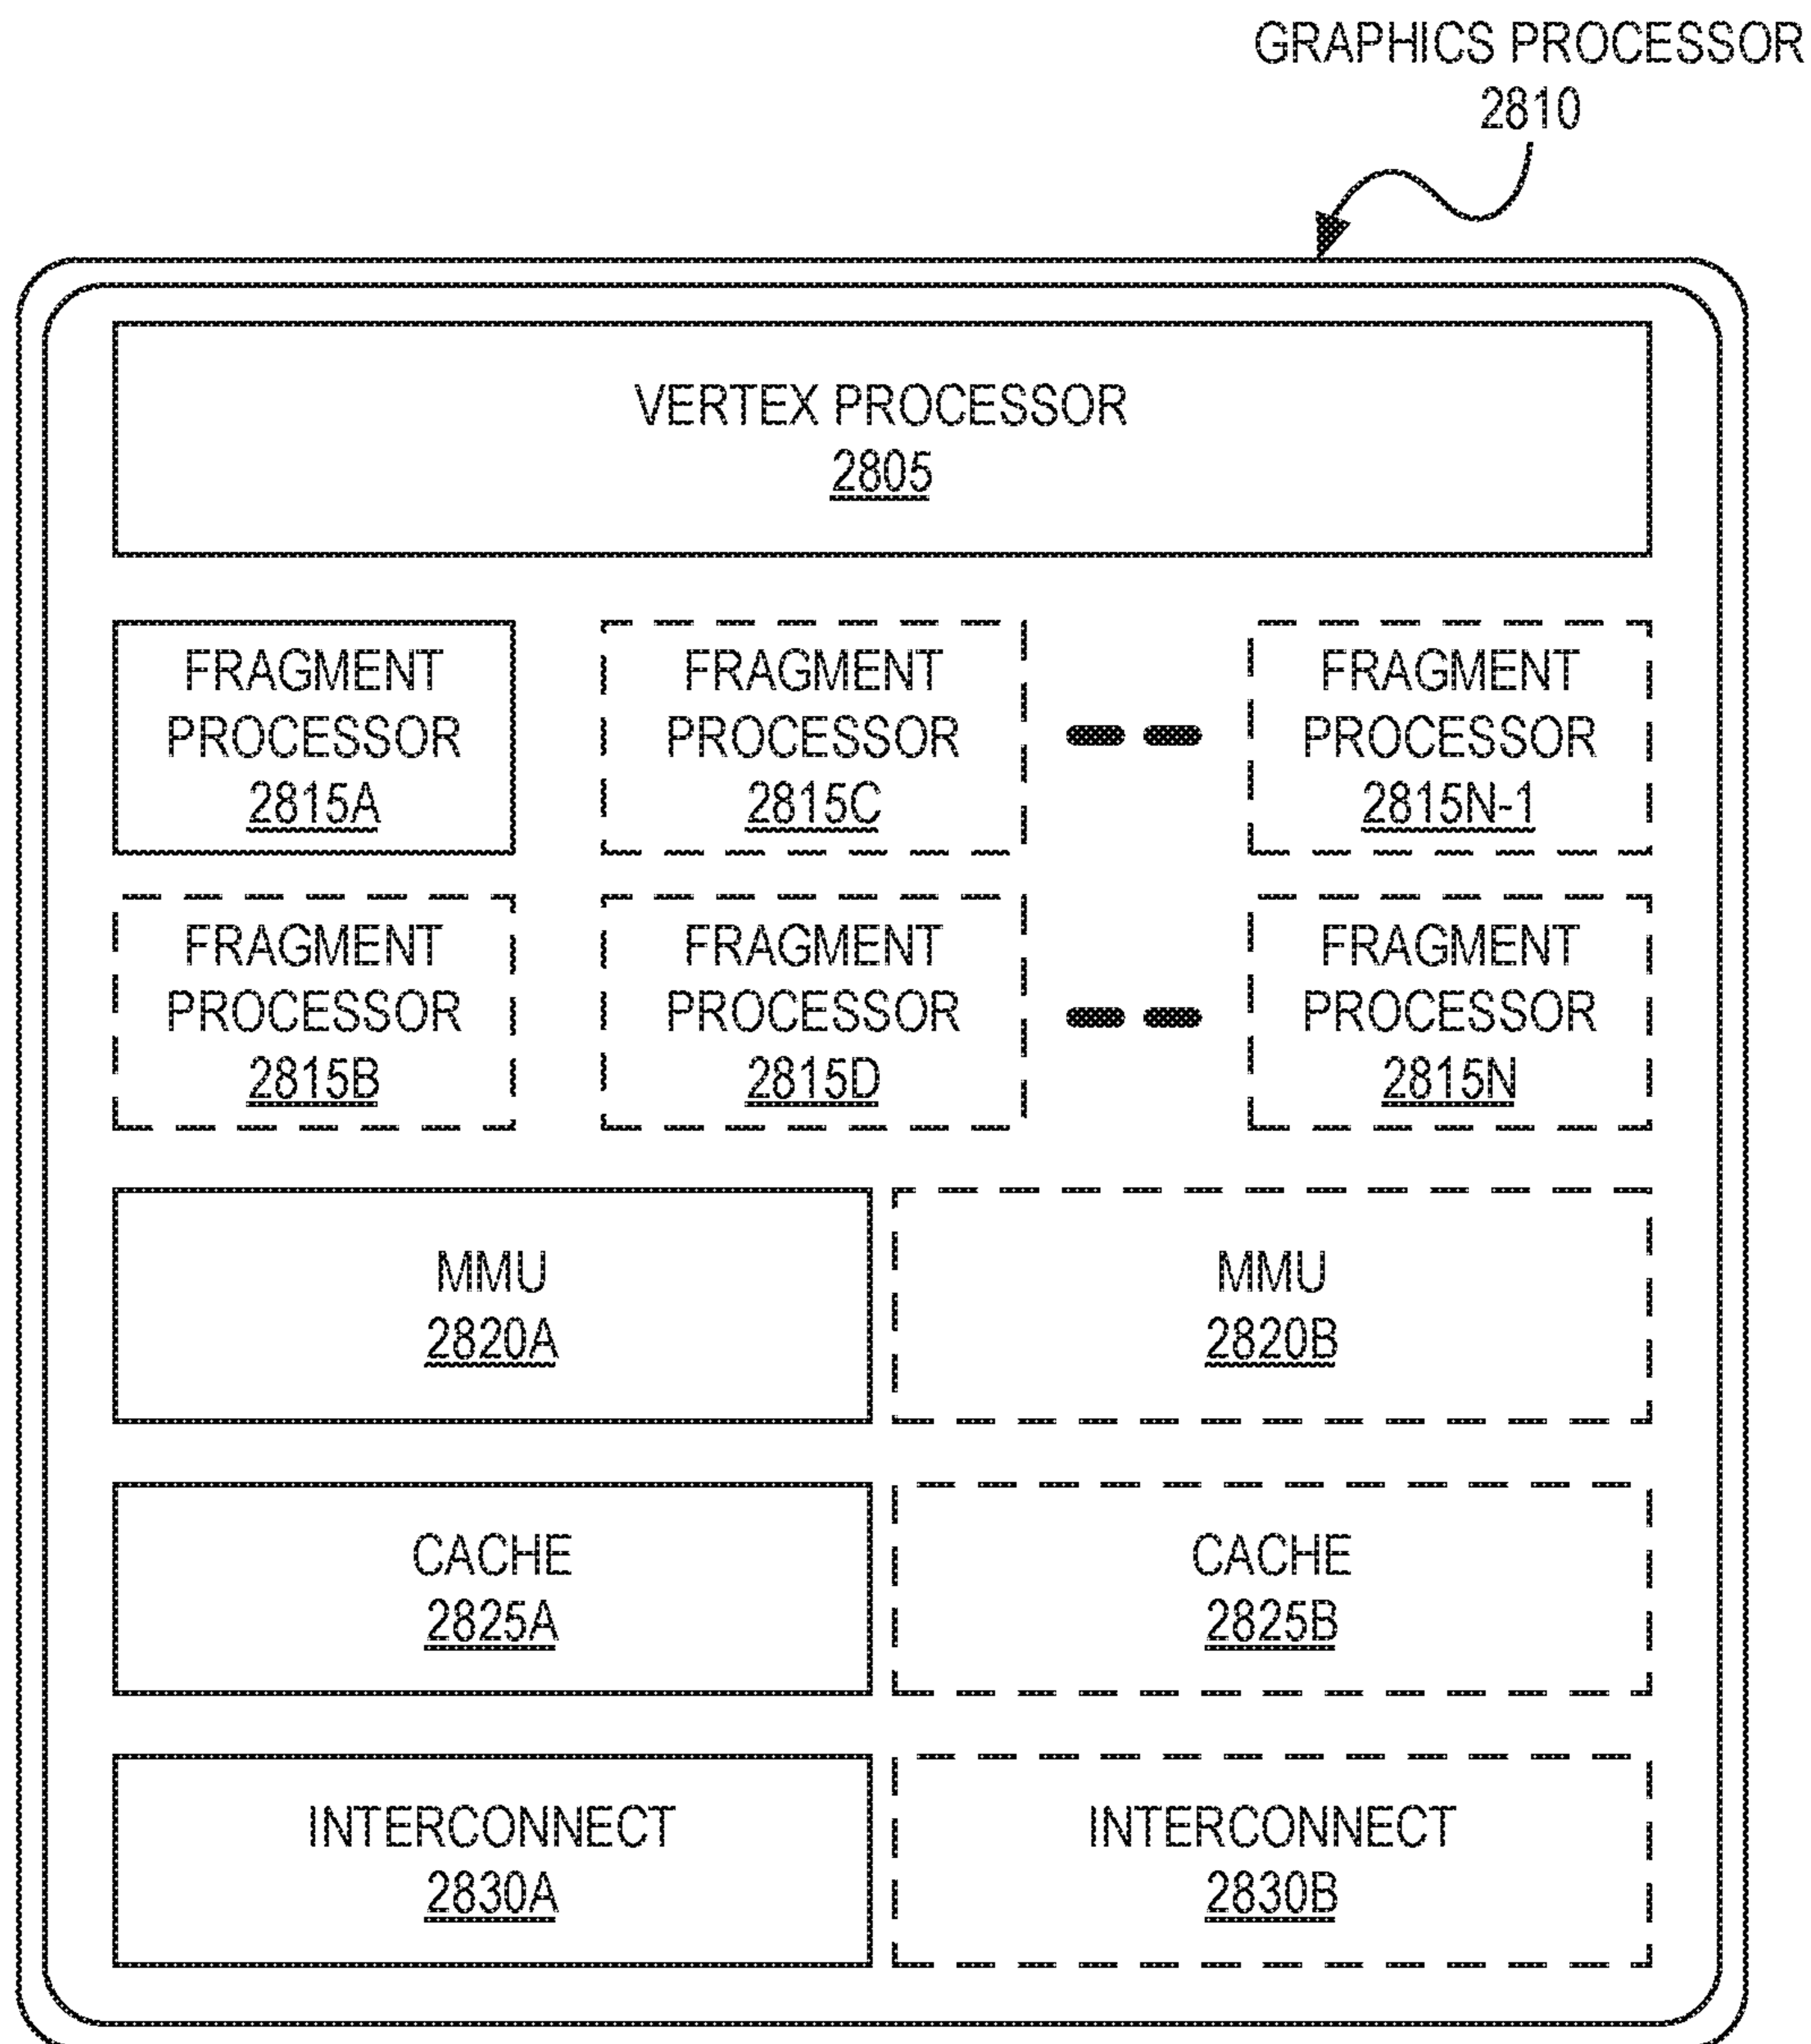 GRAPHICS PROCESSOR
2810
VERTEX PROCESSOR
2805
FRAGMENT
PROCESSOR
2815A
FRAGMENT
PROCESSOR
2815C
FRAGMENT
PROCESSOR
2815N-1
FRAGMENT
PROCESSOR
2815B
FRAGMENT
PROCESSOR
2815D
FRAGMENT
PROCESSOR
2815N
MMU
2820A
MMU
2820B
CACHE
2825A
CACHE
2825B
INTERCONNECT
2830A
INTERCONNECT
2830B